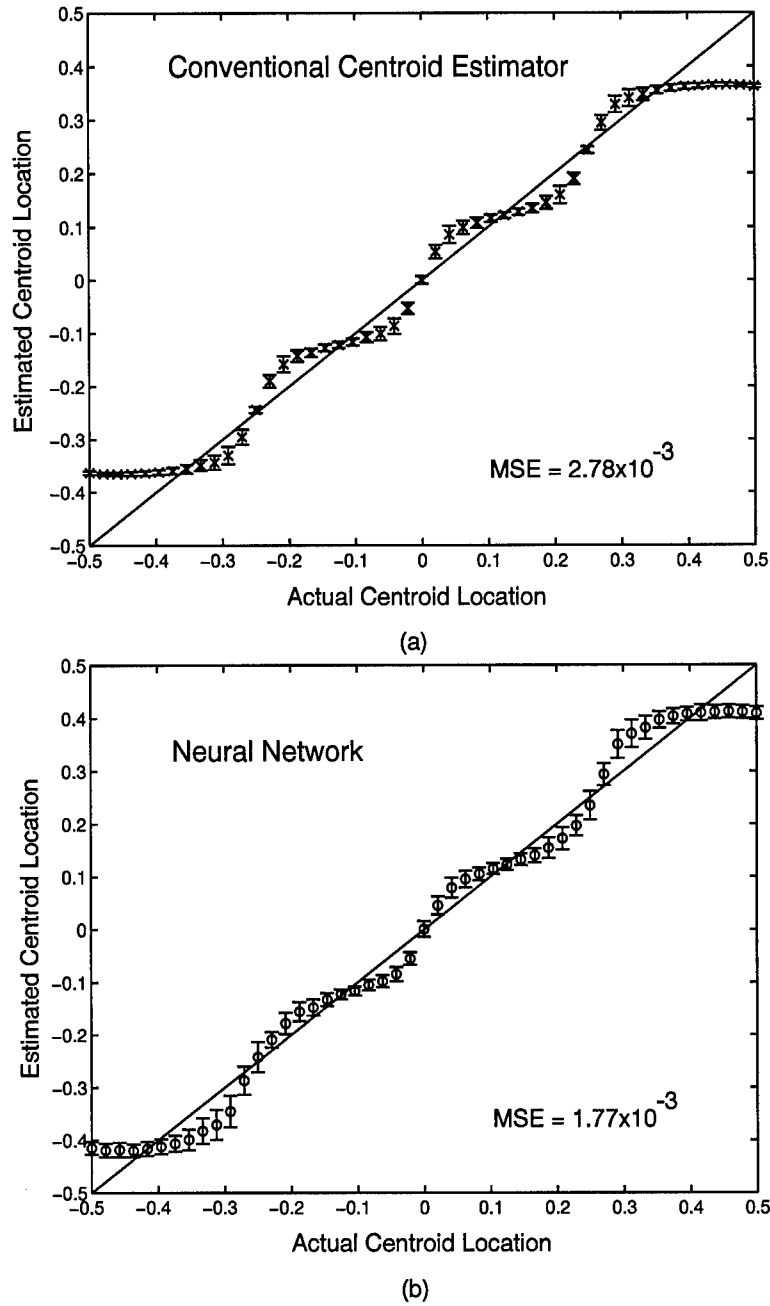 Conventional Centroid Estimator
Estimated Centroid Location
0.5
0.4
0.3
0.2
0.1
0
−0.1
−0.2
−0.3
−0.4
−0.5
MSE = 2.78x10^-3
−0.5 −0.4 −0.3 −0.2 −0.1 0 0.1 0.2 0.3 0.4 0.5
Actual Centroid Location
(a)
Neural Network
Estimated Centroid Location
0.5
0.4
0.3
0.2
0.1
0
−0.1
−0.2
−0.3
−0.4
−0.5
MSE = 1.77x10^-3
−0.5 −0.4 −0.3 −0.2 −0.1 0 0.1 0.2 0.3 0.4 0.5
Actual Centroid Location
(b)